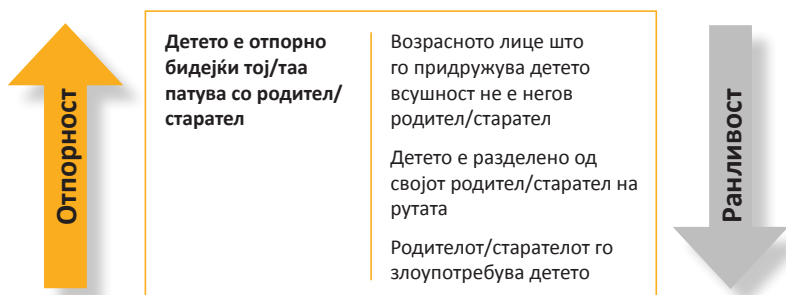 Отпорност
Детето е отпорно
бидејќи тој/таа
патува со родител/
старател
Возрасното лице што
го придружува детето
всушност не е негов
родител/старател
Детето е разделено од
својот родител/старател на
рутата
Родителот/старателот го
злоупотребува детето
Ранливост